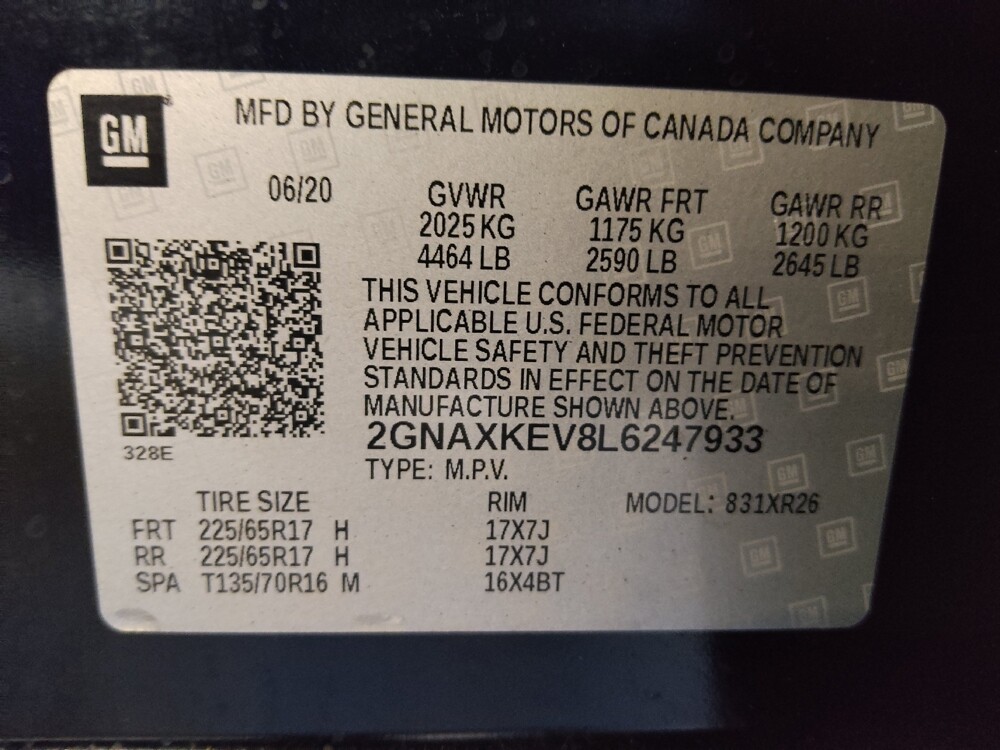 GM
MFD BY GENERAL MOTORS OF CANADA COMPANY
06/20 GVWR GAWR FRT GAWR RR
2025 KG 1175 KG 1200 KG
4464 LB 2590 LB 2645 LB
THIS VEHICLE CONFORMS TO ALL
APPLICABLE U.S. FEDERAL MOTOR
VEHICLE SAFETY AND THEFT PREVENTION
STANDARDS IN EFFECT ON THE DATE OF
MANUFACTURE SHOWN ABOVE.
2GNAXKEV8L6247933
328E
TYPE: M.P.V.
TIRE SIZE RIM MODEL: 831XR26
FRT 225/65R17 H 17X7J
RR 225/65R17 H 17X7J
SPA T135/70R16 M 16X4BT